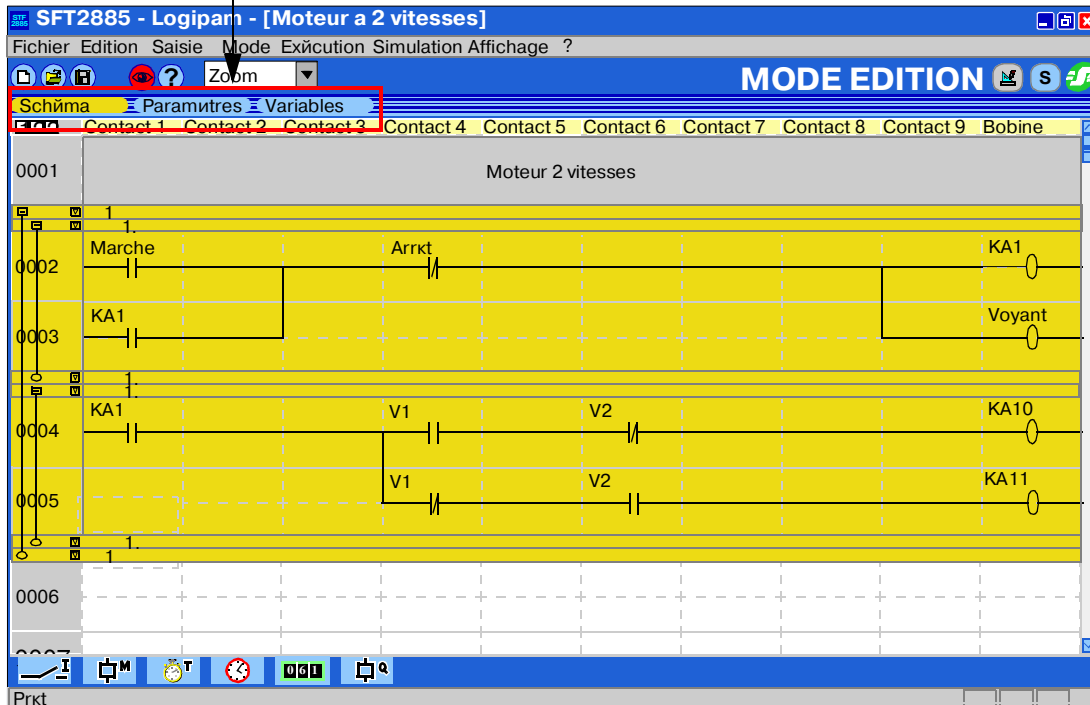 STF 2885 SFT2885 - Logipam - [Moteur a 2 vitesses]
Fichier Edition Saisie Mode Exйcution Simulation Affichage ?
? Zoom MODE EDITION S
Schйma Paramиtres Variables
Contact 1 Contact 2 Contact 3 Contact 4 Contact 5 Contact 6 Contact 7 Contact 8 Contact 9 Bobine
0001 Moteur 2 vitesses
1
1.
Marche Arrкt KA1
0002
KA1 Voyant
0003
1.
1.
KA1 V1 V2 KA10
0004
V1 V2 KA11
0005
1.
1
0006
I M T 061 Q
Prкt